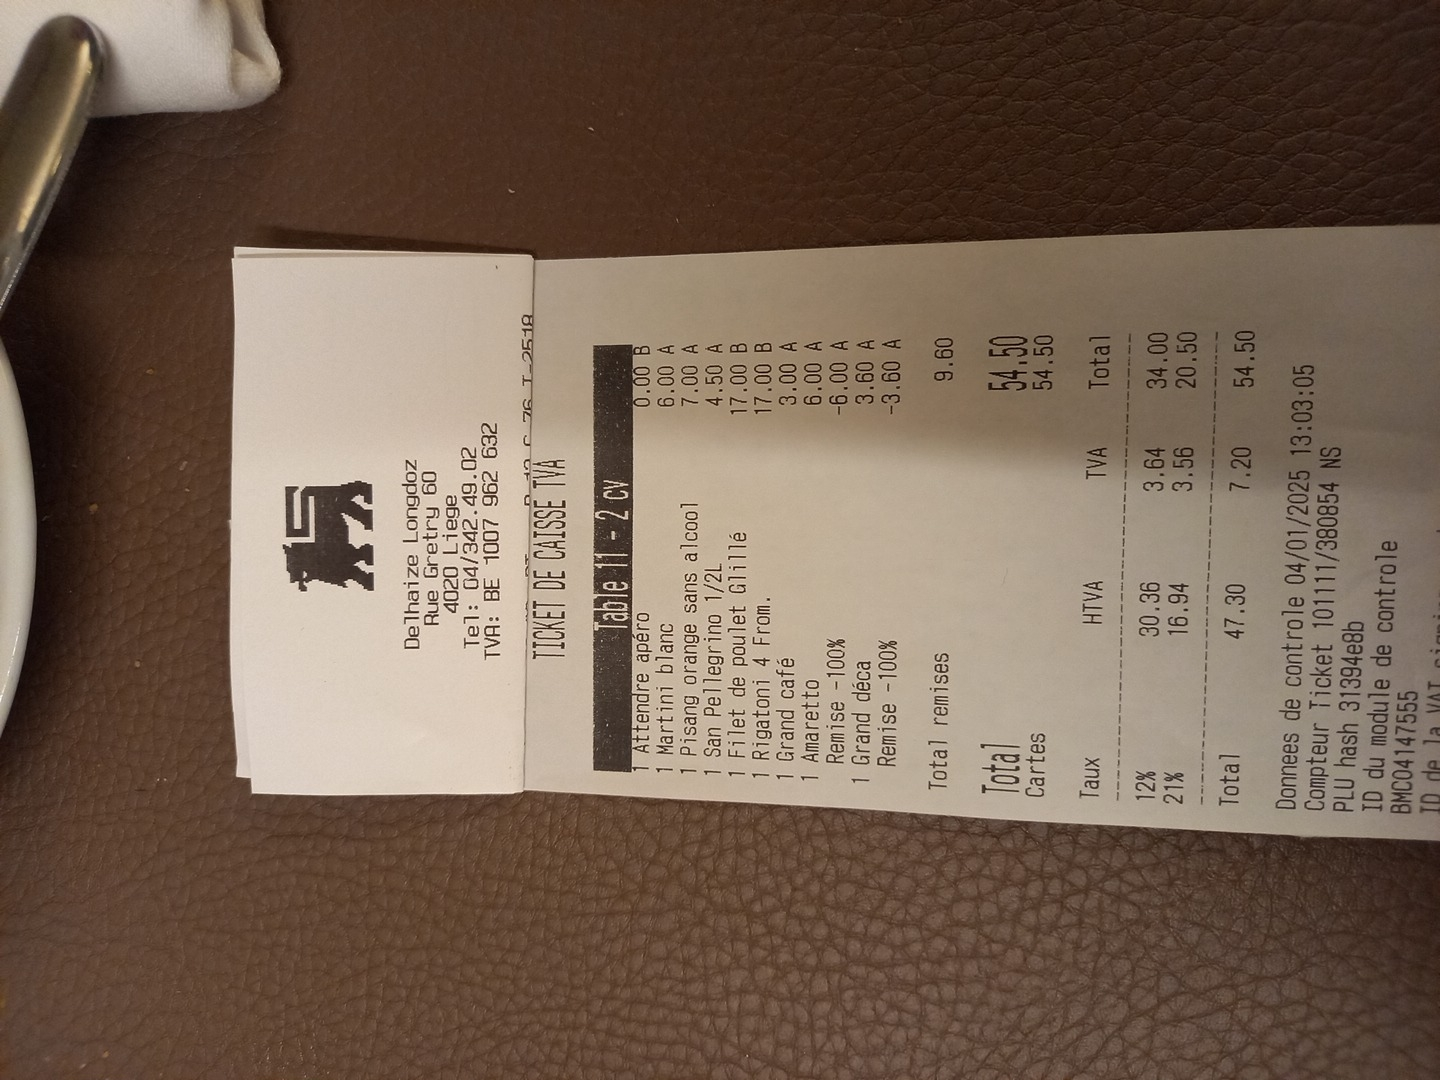 Delhaize Longdoz
Rue Gretry 60
4020 Liege
Tel: 04/342.49.02
TVA: BE 1007 962 632
TICKET DE CAISSE TVA
Table 11 - 2 cv
1 Attendre apéro 0.00 B
1 Martini blanc 6.00 A
1 Pisang orange sans alcool 7.00 A
1 San Pellegrino 1/2L 4.50 A
1 Filet de poulet Glillé 17.00 B
1 Rigatoni 4 From. 17.00 B
1 Grand café 3.00 A
1 Amaretto 6.00 A
Remise -100% -6.00 A
1 Grand déca 3.60 A
Remise -100% -3.60 A
Total remises 9.60
Total 54.50
Cartes 54.50
Taux HTVA TVA Total
12% 30.36 3.64 34.00
21% 16.94 3.56 20.50
Total 47.30 7.20 54.50
Donnees de controle 04/01/2025 13:03:05
Compteur Ticket 101111/380854 NS
PLU hash 31394e8b
ID du module de controle
BMC04147555
ID de la VAT